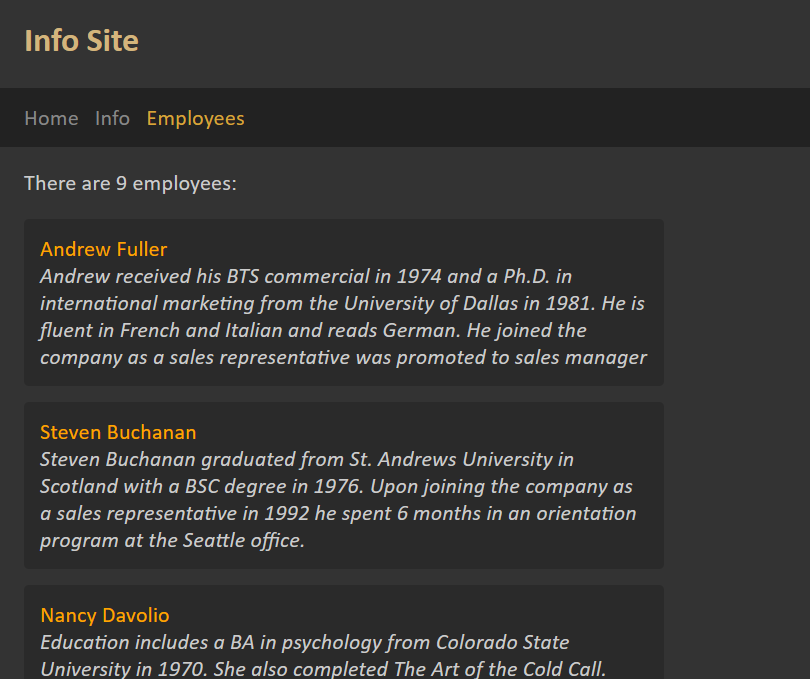 Info Site
Home Info Employees
There are 9 employees:
Andrew Fuller
Andrew received his BTS commercial in 1974 and a Ph.D. in
international marketing from the University of Dallas in 1981. He is
fluent in French and Italian and reads German. He joined the
company as a sales representative was promoted to sales manager
Steven Buchanan
Steven Buchanan graduated from St. Andrews University in
Scotland with a BSC degree in 1976. Upon joining the company as
a sales representative in 1992 he spent 6 months in an orientation
program at the Seattle office.
Nancy Davolio
Education includes a BA in psychology from Colorado State
University in 1970. She also completed The Art of the Cold Call.